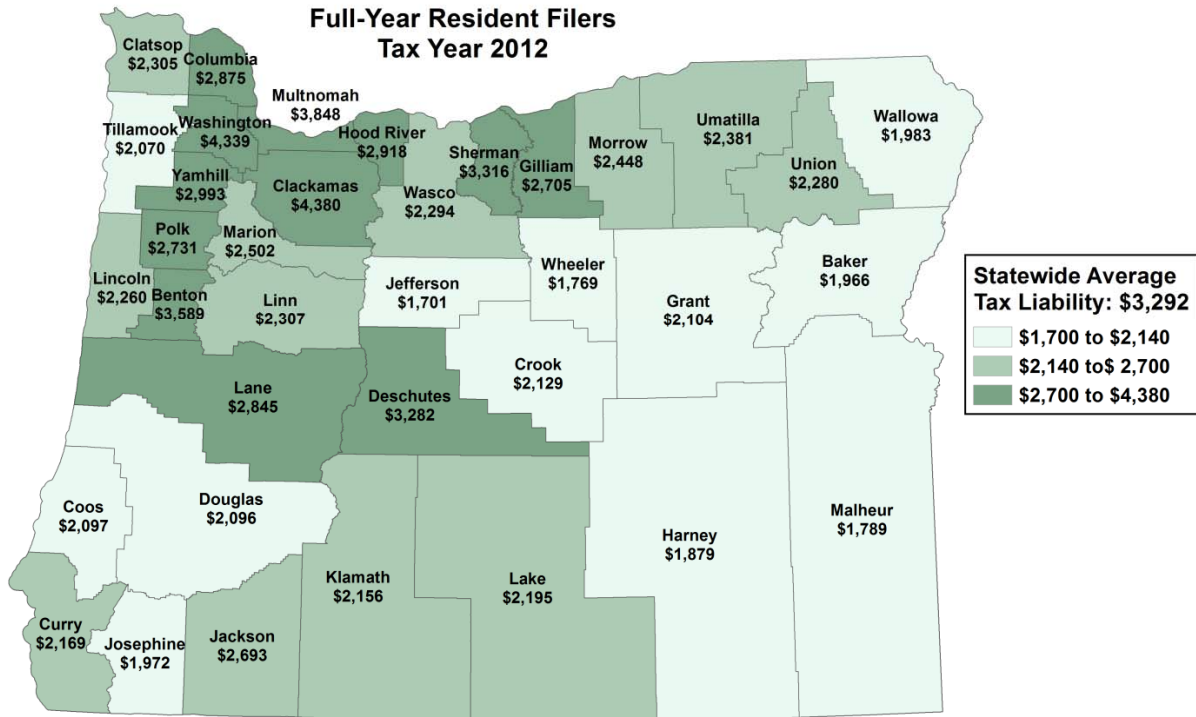 Full-Year Resident Filers
Tax Year 2012
Clatsop
$2,305
Columbia
$2,875
Multnomah
$3,848
Tillamook
$2,070
Washington
$4,339
Hood River
$2,918
Sherman
$3,316
Gilliam
$2,705
Morrow
$2,448
Umatilla
$2,381
Union
$2,280
Wallowa
$1,983
Yamhill
$2,993
Clackamas
$4,380
Wasco
$2,294
Polk
$2,731
Marion
$2,502
Lincoln
$2,260
Benton
$3,589
Linn
$2,307
Jefferson
$1,701
Wheeler
$1,769
Grant
$2,104
Baker
$1,966
Crook
$2,129
Lane
$2,845
Deschutes
$3,282
Coos
$2,097
Douglas
$2,096
Harney
$1,879
Malheur
$1,789
Klamath
$2,156
Lake
$2,195
Curry
$2,169
Josephine
$1,972
Jackson
$2,693
Statewide Average
Tax Liability: $3,292
$1,700 to $2,140
$2,140 to$ 2,700
$2,700 to $4,380